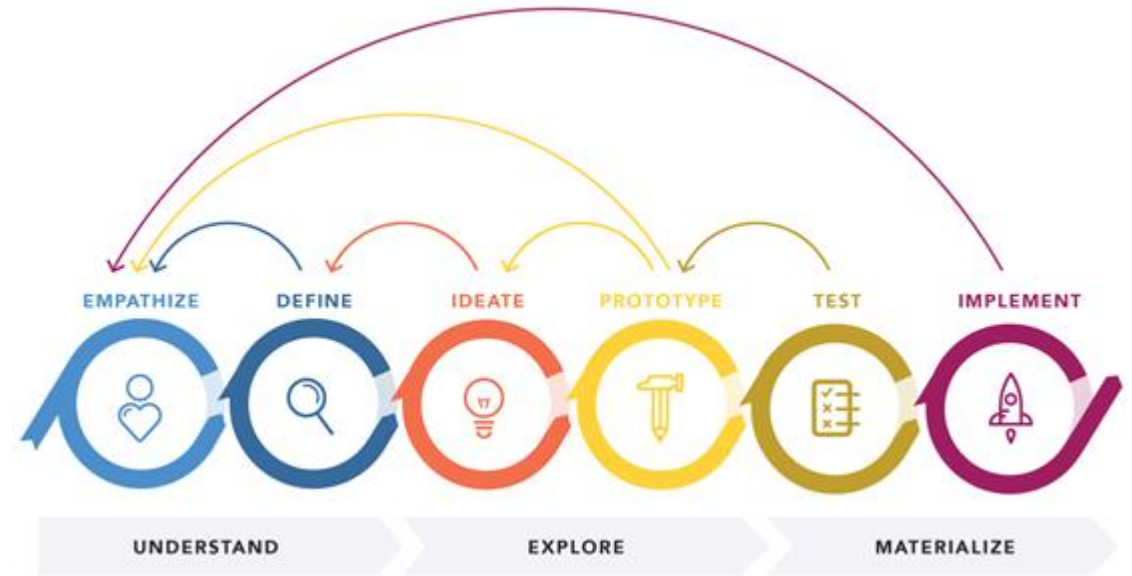 EMPATHIZE
DEFINE
IDEATE
PROTOTYPE
TEST
IMPLEMENT
UNDERSTAND
EXPLORE
MATERIALIZE